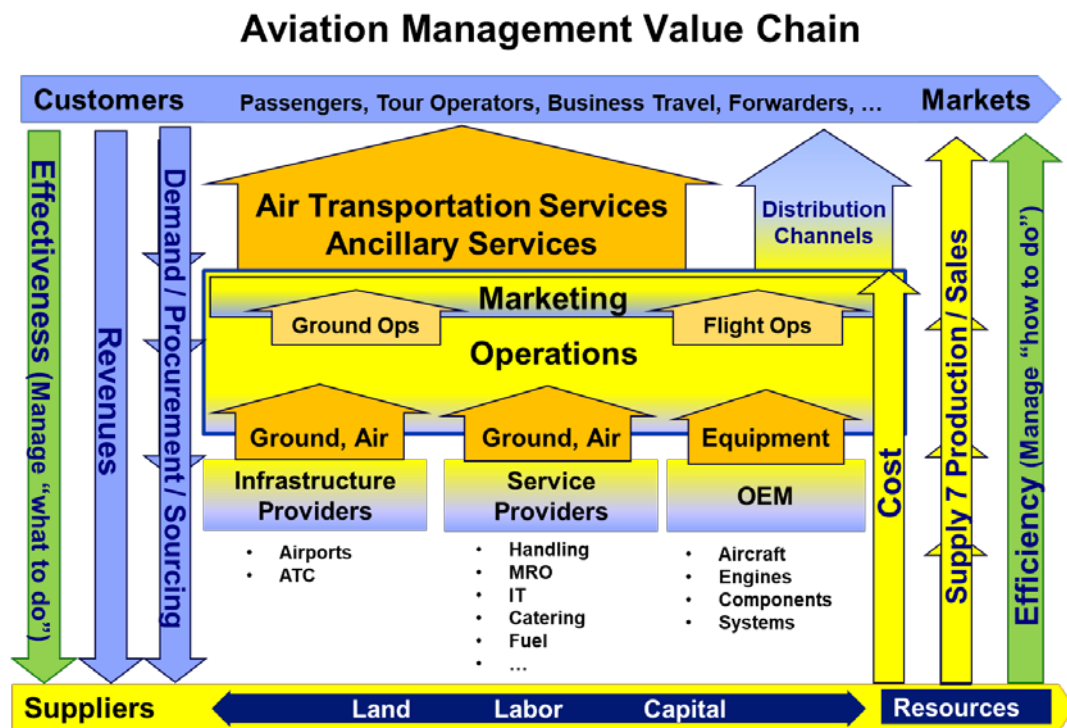 Aviation Management Value Chain
Customers
Passengers, Tour Operators, Business Travel, Forwarders, …
Markets
Effectiveness (Manage “what to do”)
Revenues
Demand / Procurement / Sourcing
Air Transportation Services
Ancillary Services
Distribution
Channels
Marketing
Ground Ops
Flight Ops
Operations
Ground, Air
Ground, Air
Equipment
Infrastructure
Providers
Service
Providers
OEM
• Airports
• ATC
• Handling
• MRO
• IT
• Catering
• Fuel
• …
• Aircraft
• Engines
• Components
• Systems
Cost
Supply 7 Production / Sales
Efficiency (Manage “how to do”)
Suppliers
Land
Labor
Capital
Resources